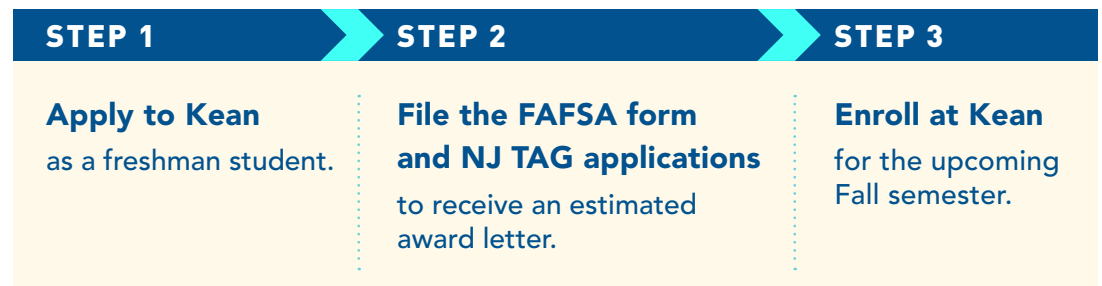 STEP 1
Apply to Kean
as a freshman student.
STEP 2
File the FAFSA form
and NJ TAG applications
to receive an estimated
award letter.
STEP 3
Enroll at Kean
for the upcoming
Fall semester.